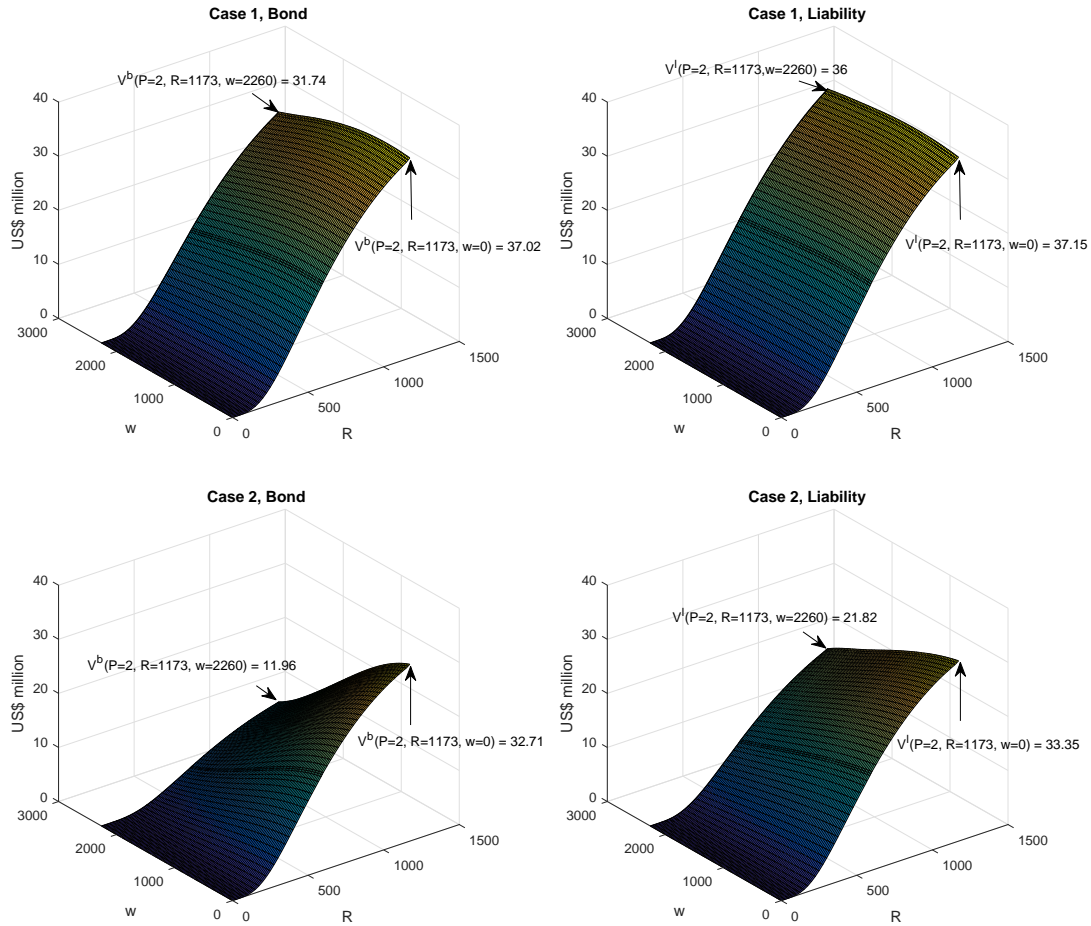 Case 1, Bond
V^b(P=2, R=1173, w=2260) = 31.74
V^b(P=2, R=1173, w=0) = 37.02
US$ million
40
30
20
10
0
3000
2000
1000
0
w
0
500
1000
1500
R
Case 1, Liability
V^l(P=2, R=1173,w=2260) = 36
V^l(P=2, R=1173, w=0) = 37.15
US$ million
40
30
20
10
0
3000
2000
1000
0
w
0
500
1000
1500
R
Case 2, Bond
V^b(P=2, R=1173, w=2260) = 11.96
V^b(P=2, R=1173, w=0) = 32.71
US$ million
40
30
20
10
0
3000
2000
1000
0
w
0
500
1000
1500
R
Case 2, Liability
V^l(P=2, R=1173, w=2260) = 21.82
V^l(P=2, R=1173, w=0) = 33.35
US$ million
40
30
20
10
0
3000
2000
1000
0
w
0
500
1000
1500
R